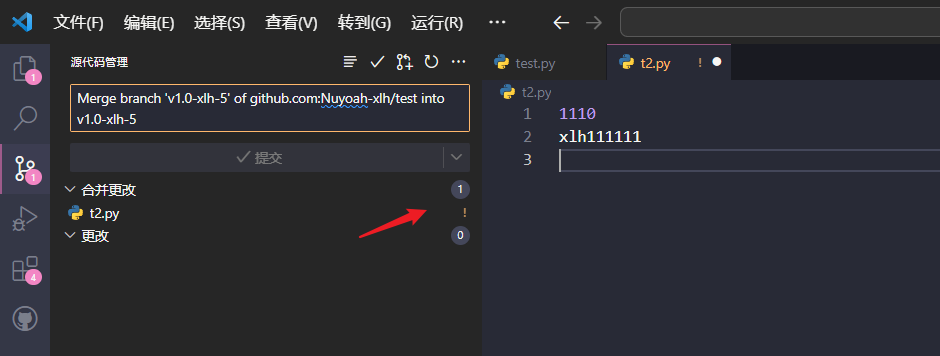 文件(F) 编辑(E) 选择(S) 查看(V) 转到(G) 运行(R) ···
源代码管理
test.py
t2.py !
Merge branch 'v1.0-xlh-5' of github.com:Nuyoah-xlh/test into
v1.0-xlh-5
t2.py
1 1110
2 xlh111111
3
提交
合并更改 1
t2.py !
更改 0
1
1
4